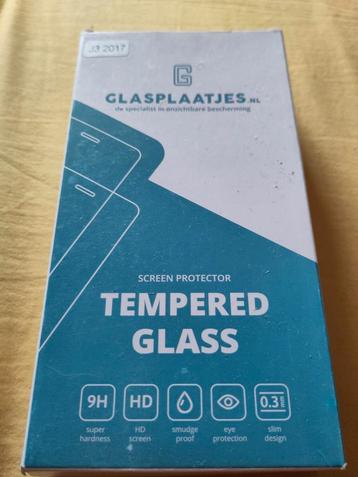 J3 2017
G
GLASPLAATJES.NL
de specialist in onzichtbare bescherming
SCREEN PROTECTOR
TEMPERED
GLASS
9H HD 0.3mm
super hardness HD screen smudge proof eye protection slim design